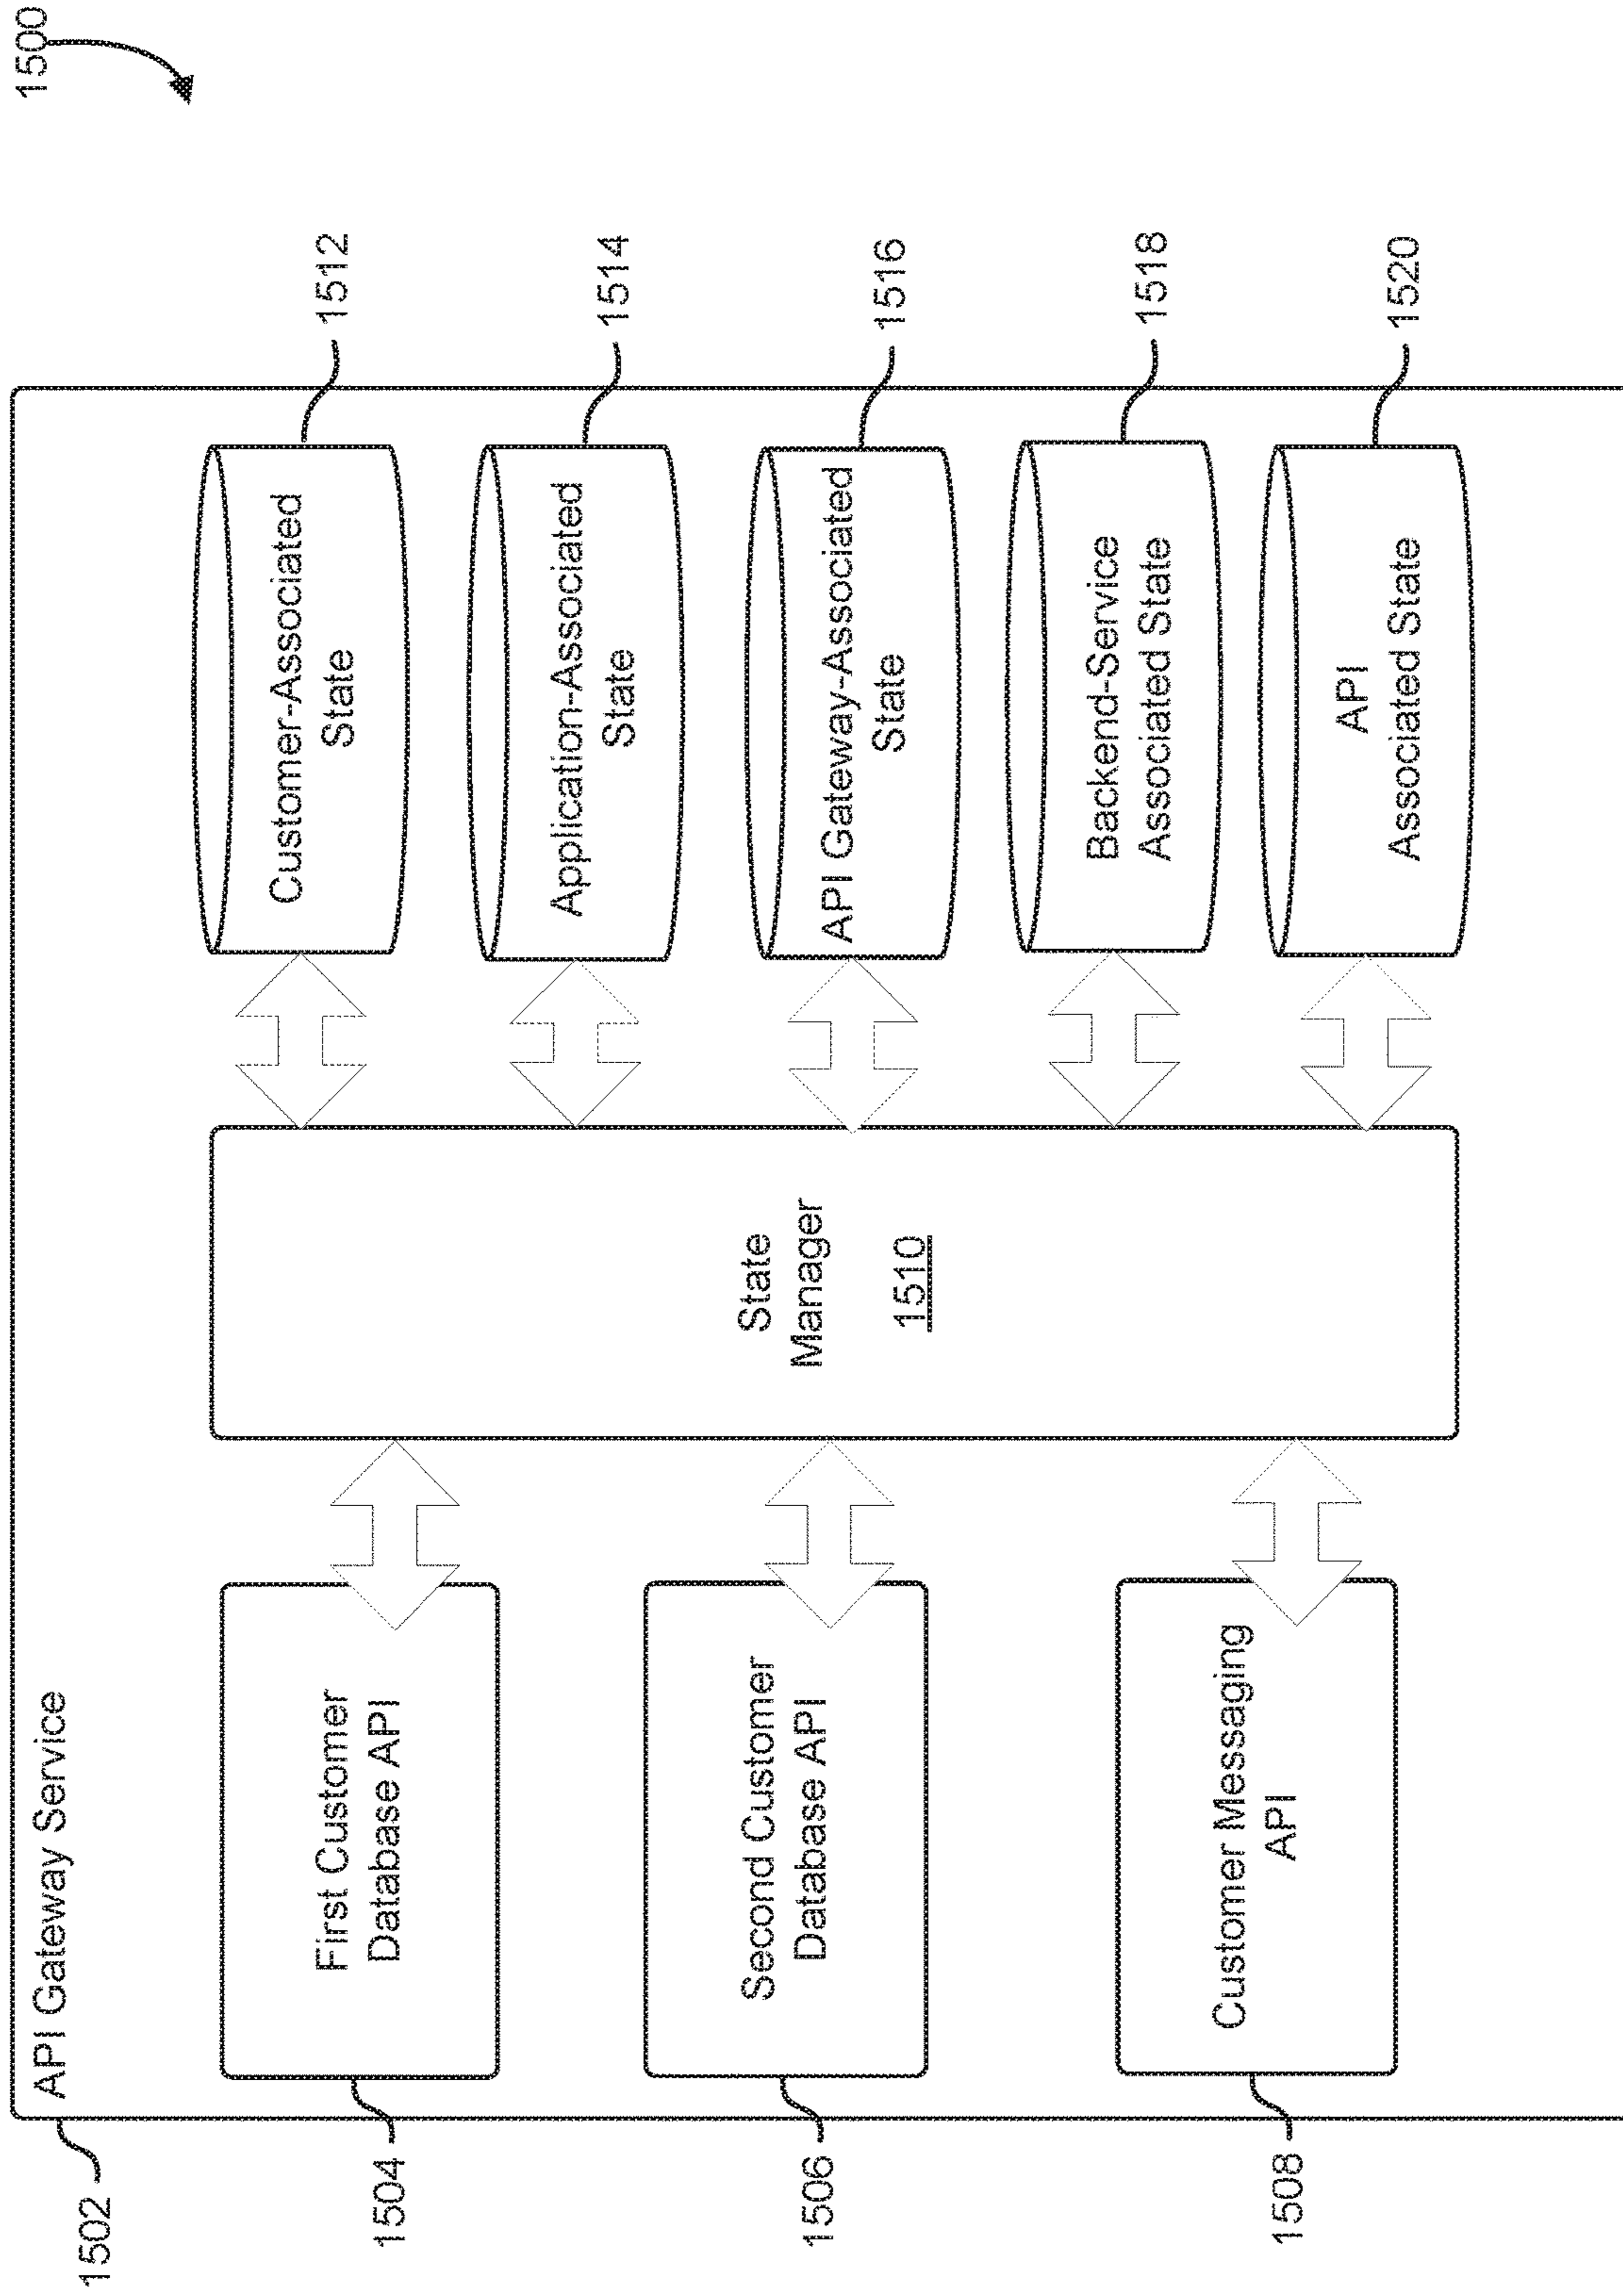 1500
1502
API Gateway Service
1504
First Customer
Database API
1506
Second Customer
Database API
1508
Customer Messaging
API
State
Manager
1510
Customer-Associated
State
1512
Application-Associated
State
1514
API Gateway-Associated
State
1516
Backend-Service
Associated State
1518
API
Associated State
1520